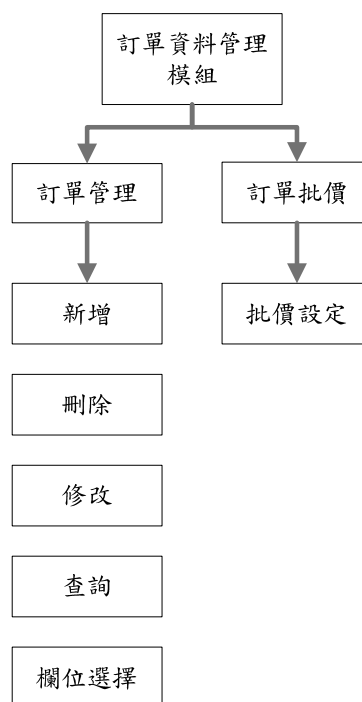 訂單資料管理
模組
訂單管理
訂單批價
新增
批價設定
刪除
修改
查詢
欄位選擇